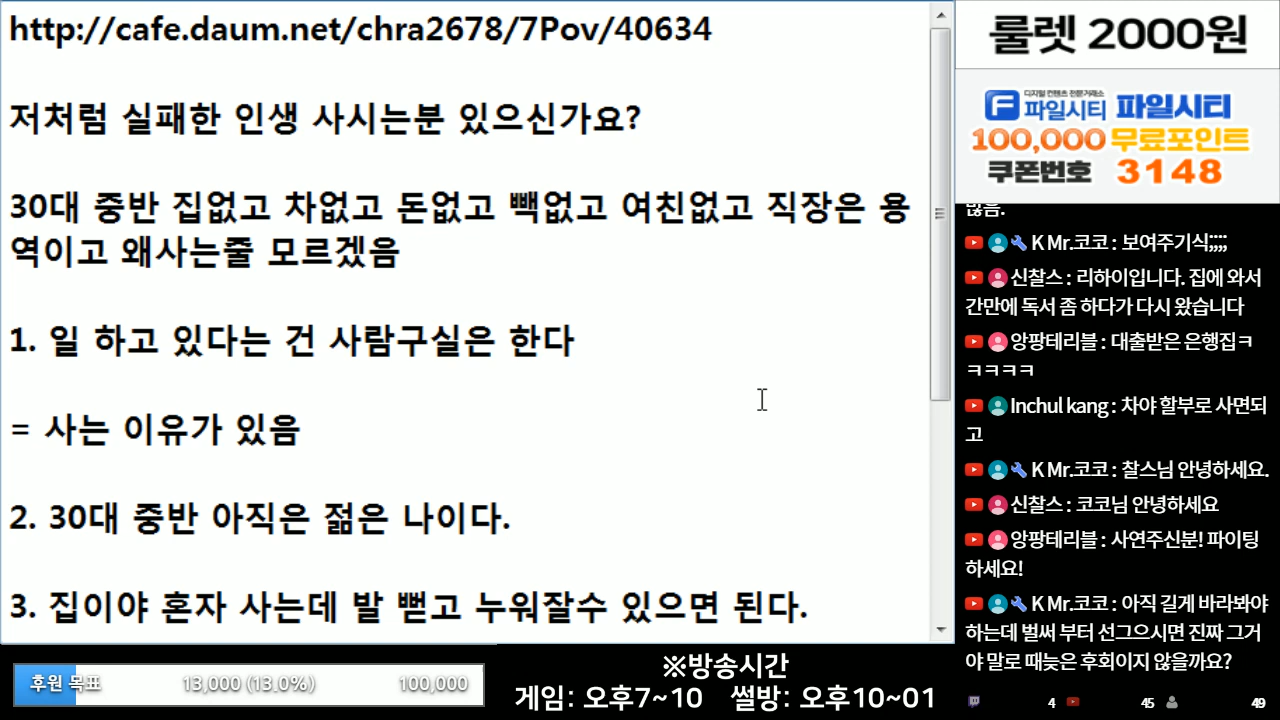 http://cafe.daum.net/chra2678/7Pov/40634
저처럼 실패한 인생 사시는분 있으신가요?
30대 중반 집없고 차없고 돈없고 빽없고 여친없고 직장은 용
역이고 왜사는줄 모르겠음
1. 일 하고 있다는 건 사람구실은 한다
= 사는 이유가 있음
2. 30대 중반 아직은 젊은 나이다.
3. 집이야 혼자 사는데 발 뻗고 누워잘수 있으면 된다.
룰렛 2000원
디지털 컨텐츠 전문거래소
파일시티 파일시티
100,000 무료포인트
쿠폰번호 3148
많음.
K Mr.코코 : 보여주기식;;;;
신찰스 : 리하이입니다. 집에 와서
간만에 독서 좀 하다가 다시 왔습니다
앙팡테리블 : 대출받은 은행집ㅋ
ㅋㅋㅋㅋ
Inchul kang : 차야 할부로 사면되
고
K Mr.코코 : 찰스님 안녕하세요.
신찰스 : 코코님 안녕하세요
앙팡테리블 : 사연주신분! 파이팅
하세요!
K Mr.코코 : 아직 길게 바라봐야
하는데 벌써 부터 선그으시면 진짜 그거
야 말로 때늦은 후회이지 않을까요?
4 45 49
후원 목표 13,000 (13.0%) 100,000
※방송시간
게임: 오후7~10 썰방: 오후10~01